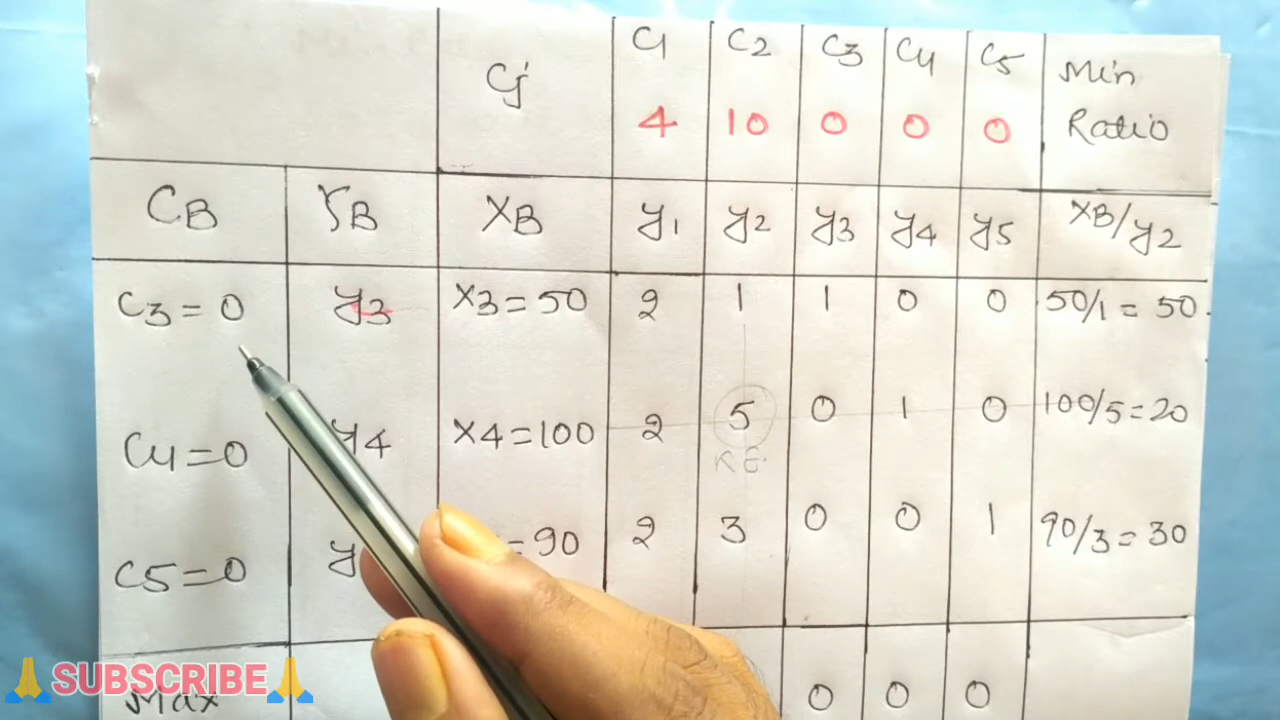 Cj C1 C2 C3 C4 C5 Min
4 10 0 0 0 Ratio
CB YB XB y1 y2 y3 y4 y5 XB/y2
C3=0 y3 X3=50 2 1 1 0 0 50/1=50
C4=0 y4 X4=100 2 5 0 1 0 100/5=20
C5=0 =90 2 3 0 0 1 90/3=30
Max 0 0 0
SUBSCRIBE